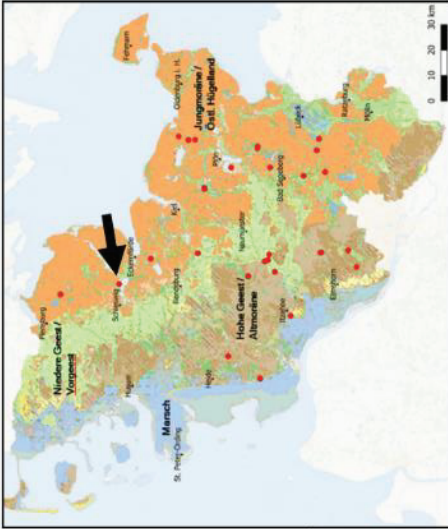 Fehmarn
Flensburg
Niedere Geest /
Vorgeest
Schleswig
Oldenburg i. H.
Eckernförde
Husum
Kiel
Jungmoräne /
Östl. Hügelland
Rendsburg
Plön
St. Peter-Ording
Marsch
Heide
Neumünster
Hohe Geest /
Altmoräne
Bad Segeberg
Lübeck
Itzehoe
Ratzeburg
Elmshorn
Mölln
0 10 20 30 km